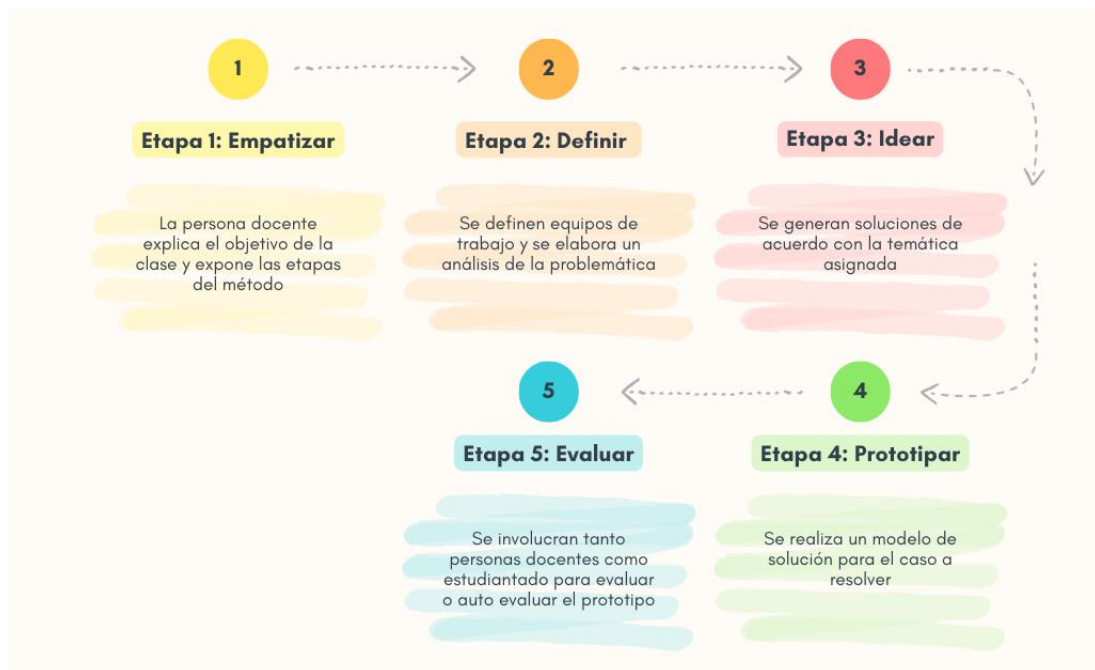 1
2
3
Etapa 1: Empatizar
Etapa 2: Definir
Etapa 3: Idear
La persona docente
explica el objetivo de la
clase y expone las etapas
del método
Se definen equipos de
trabajo y se elabora un
análisis de la problemática
Se generan soluciones de
acuerdo con la temática
asignada
4
5
Etapa 4: Prototipar
Etapa 5: Evaluar
Se realiza un modelo de
solución para el caso a
resolver
Se involucran tanto
personas docentes como
estudiantado para evaluar
o auto evaluar el prototipo